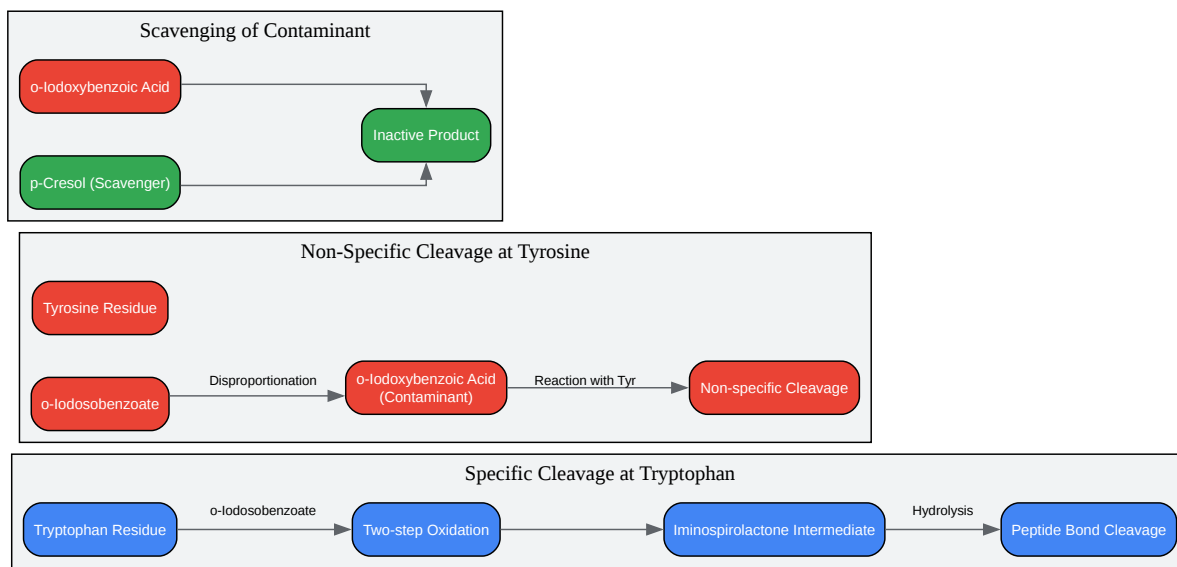 Scavenging of Contaminant
o-Iodoxybenzoic Acid
Inactive Product
p-Cresol (Scavenger)
Non-Specific Cleavage at Tyrosine
Tyrosine Residue
o-Iodosobenzoate
Disproportionation
o-Iodoxybenzoic Acid
(Contaminant)
Reaction with Tyr
Non-specific Cleavage
Specific Cleavage at Tryptophan
Tryptophan Residue
o-Iodosobenzoate
Two-step Oxidation
Iminospirolactone Intermediate
Hydrolysis
Peptide Bond Cleavage